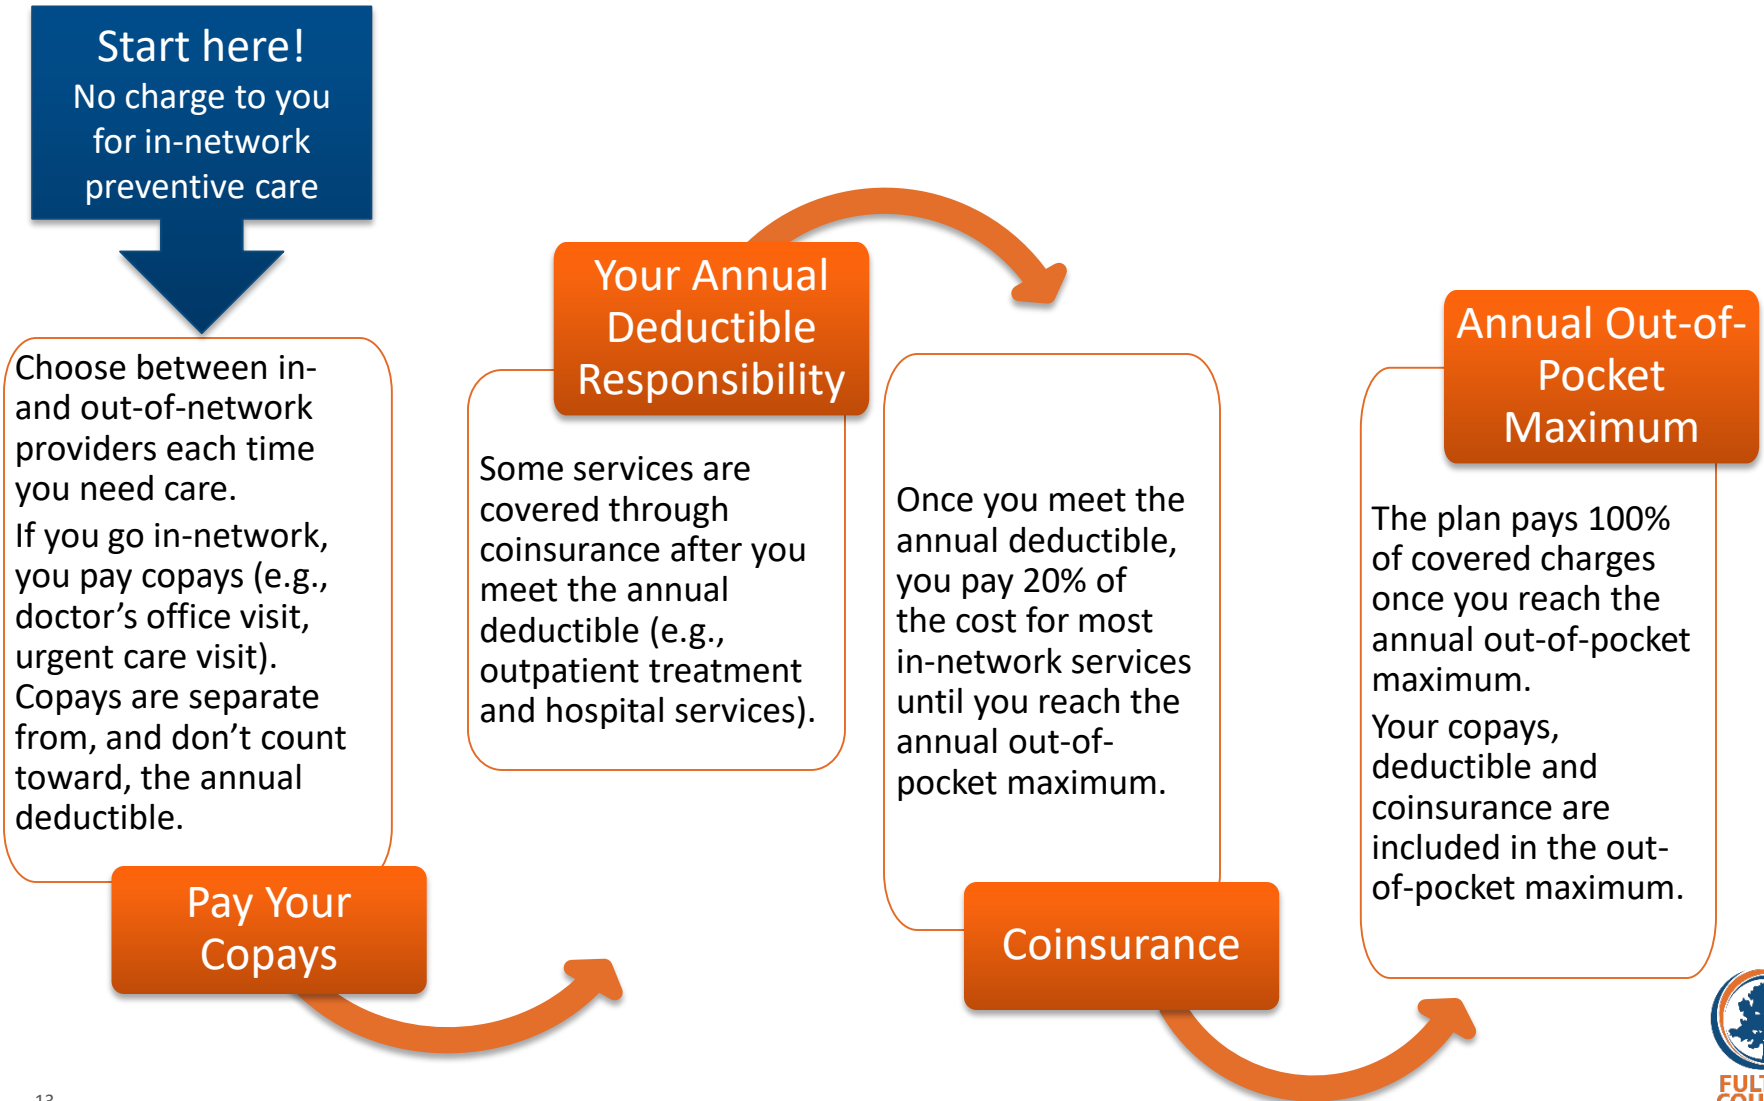 Start here!
No charge to you
for in-network
preventive care
Choose between in-
and out-of-network
providers each time
you need care.
If you go in-network,
you pay copays (e.g.,
doctor’s office visit,
urgent care visit).
Copays are separate
from, and don’t count
toward, the annual
deductible.
Pay Your
Copays
Your Annual
Deductible
Responsibility
Some services are
covered through
coinsurance after you
meet the annual
deductible (e.g.,
outpatient treatment
and hospital services).
Once you meet the
annual deductible,
you pay 20% of
the cost for most
in-network services
until you reach the
annual out-of-
pocket maximum.
Coinsurance
Annual Out-of-
Pocket
Maximum
The plan pays 100%
of covered charges
once you reach the
annual out-of-pocket
maximum.
Your copays,
deductible and
coinsurance are
included in the out-
of-pocket maximum.
13